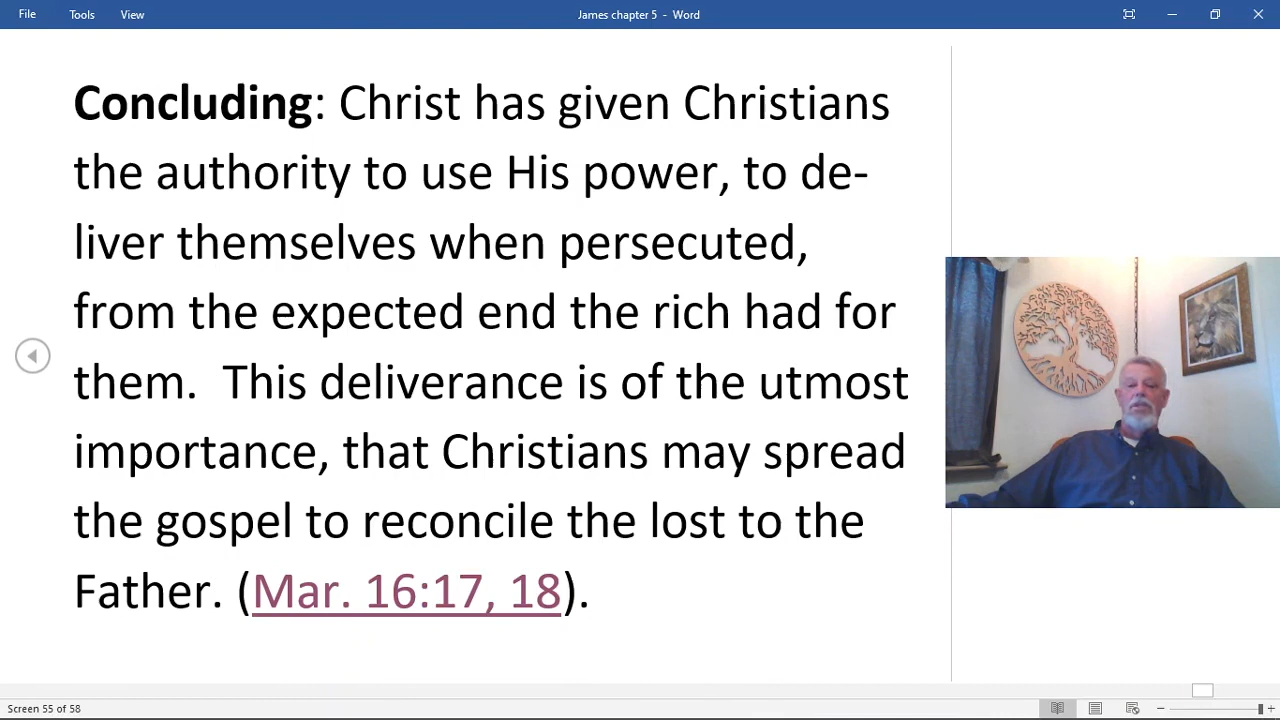 File Tools View James chapter 5 - Word
Concluding: Christ has given Christians
the authority to use His power, to de-
liver themselves when persecuted,
from the expected end the rich had for
them.  This deliverance is of the utmost
importance, that Christians may spread
the gospel to reconcile the lost to the
Father. (Mar. 16:17, 18).
Screen 55 of 58